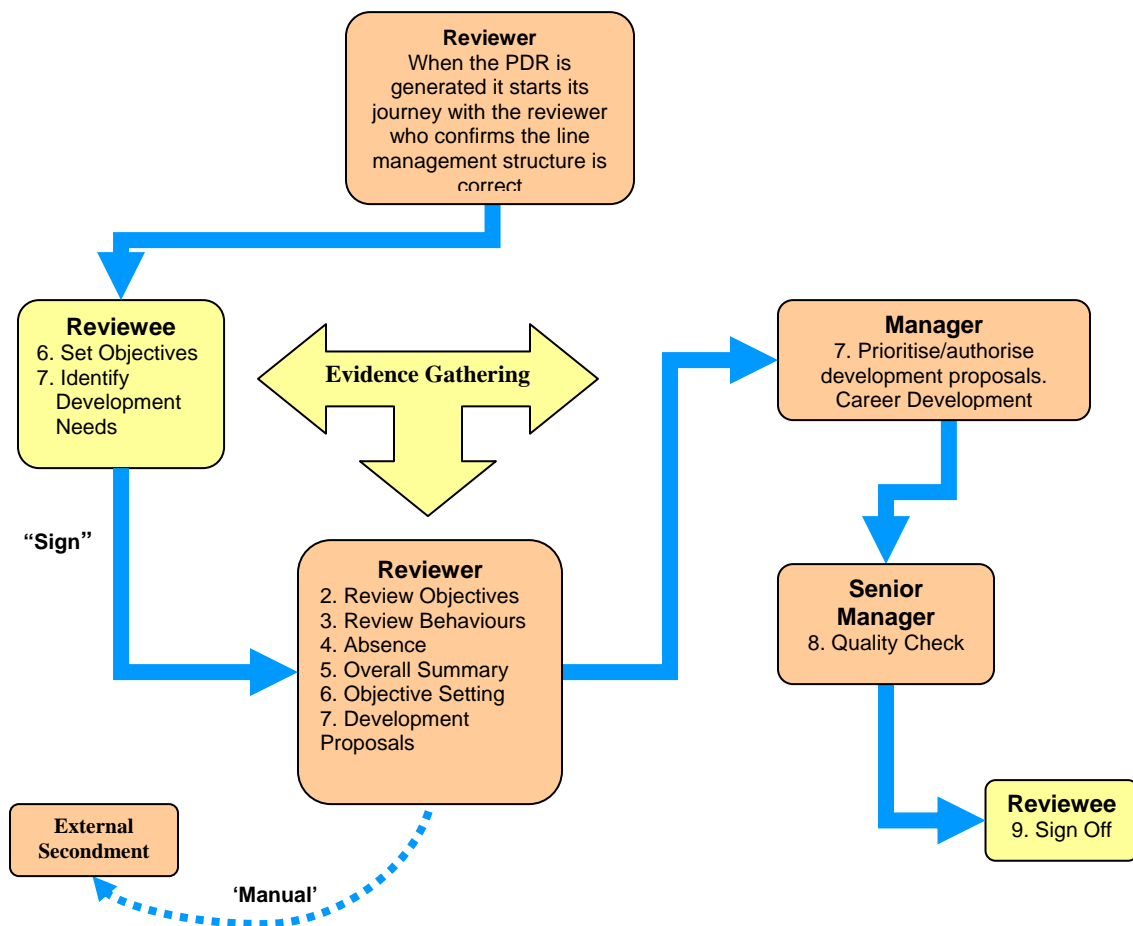 Reviewer
When the PDR is
generated it starts its
journey with the reviewer
who confirms the line
management structure is
correct
Reviewee
6. Set Objectives
7. Identify
Development
Needs
Evidence Gathering
Manager
7. Prioritise/authorise
development proposals.
Career Development
“Sign”
Reviewer
2. Review Objectives
3. Review Behaviours
4. Absence
5. Overall Summary
6. Objective Setting
7. Development
Proposals
Senior
Manager
8. Quality Check
Reviewee
9. Sign Off
External
Secondment
‘Manual’